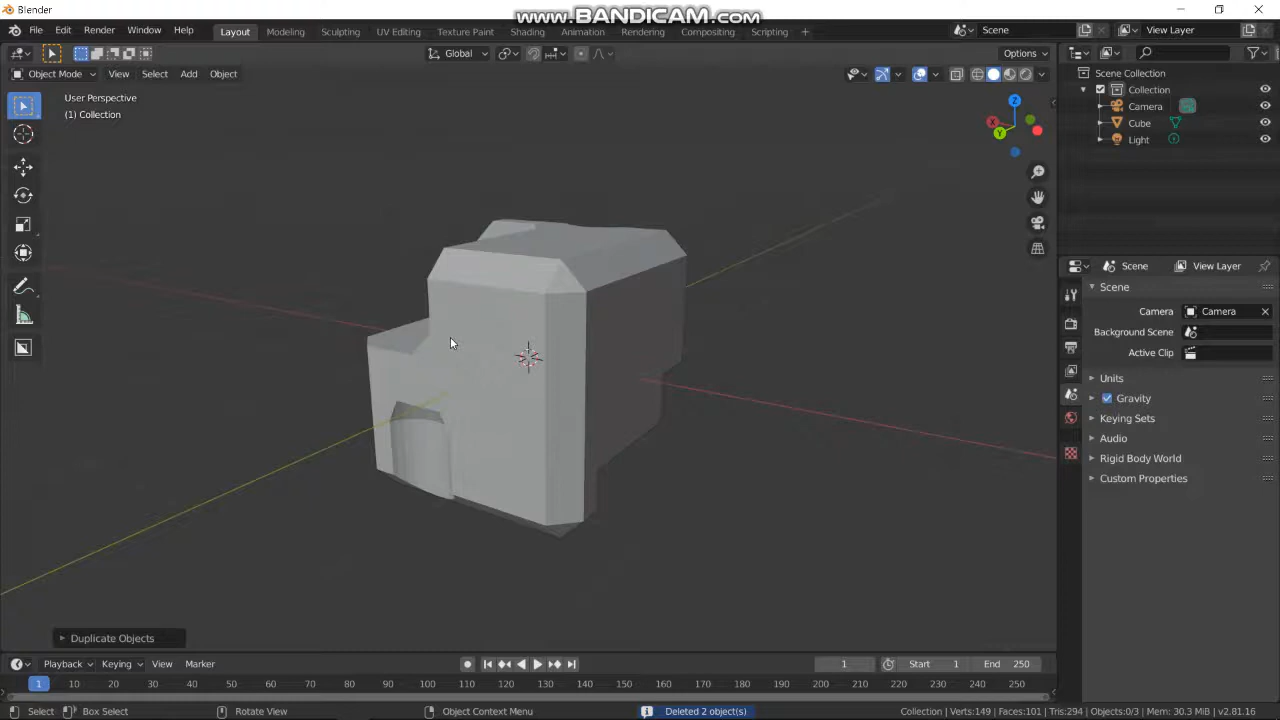 Blender
www.BANDICAM.com
File Edit Render Window Help Layout Modeling Sculpting UV Editing Texture Paint Shading Animation Rendering Compositing Scripting + Scene View Layer
Global Options
Object Mode View Select Add Object
User Perspective
(1) Collection
Z
X
Y
Scene Collection
Collection
Camera
Cube
Light
Scene View Layer
Scene
Camera Camera
Background Scene
Active Clip
Units
Gravity
Keying Sets
Audio
Rigid Body World
Custom Properties
Duplicate Objects
Playback Keying View Marker 1 Start 1 End 250
1 10 20 30 40 50 60 70 80 90 100 110 120 130 140 150 160 170 180 190 200 210 220 230 240 250
Select Box Select Rotate View Object Context Menu Deleted 2 object(s) Collection | Verts:149 | Faces:101 | Tris:294 | Objects:0/3 | Mem: 30.3 MiB | v2.81.16